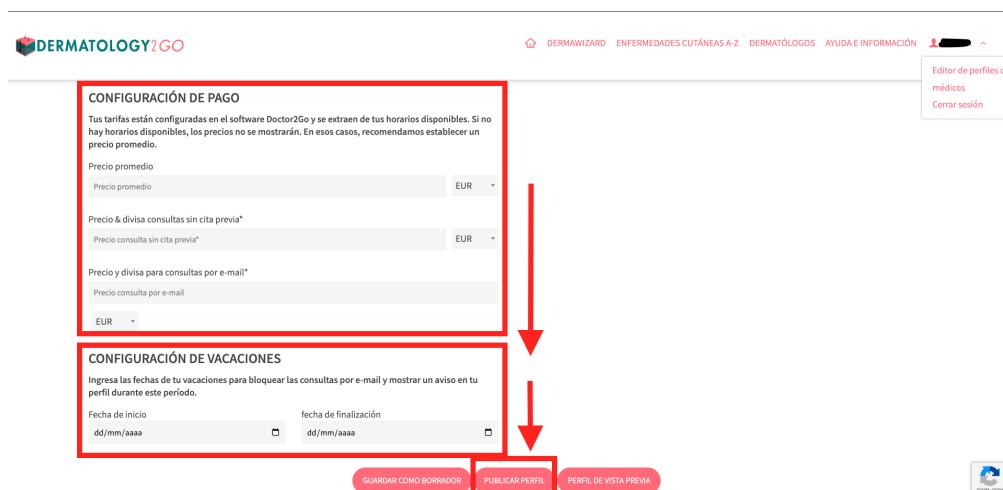 DERMATOLOGY2GO
DERMAWIZARD ENFERMEDADES CUTÁNEAS A-Z DERMATÓLOGOS AYUDA E INFORMACIÓN
Editor de perfiles
médicos
Cerrar sesión
CONFIGURACIÓN DE PAGO
Tus tarifas están configuradas en el software Doctor2Go y se extraen de tus horarios disponibles. Si no
hay horarios disponibles, los precios no se mostrarán. En esos casos, recomendamos establecer un
precio promedio.
Precio promedio
Precio promedio EUR
Precio & divisa consultas sin cita previa*
Precio consulta sin cita previa* EUR
Precio y divisa para consultas por e-mail*
Precio consulta por e-mail
EUR
CONFIGURACIÓN DE VACACIONES
Ingresa las fechas de tu vacaciones para bloquear las consultas por e-mail y mostrar un aviso en tu
perfil durante este período.
Fecha de inicio fecha de finalización
dd/mm/aaaa dd/mm/aaaa
GUARDAR COMO BORRADOR PUBLICAR PERFIL PERFIL DE VISTA PREVIA